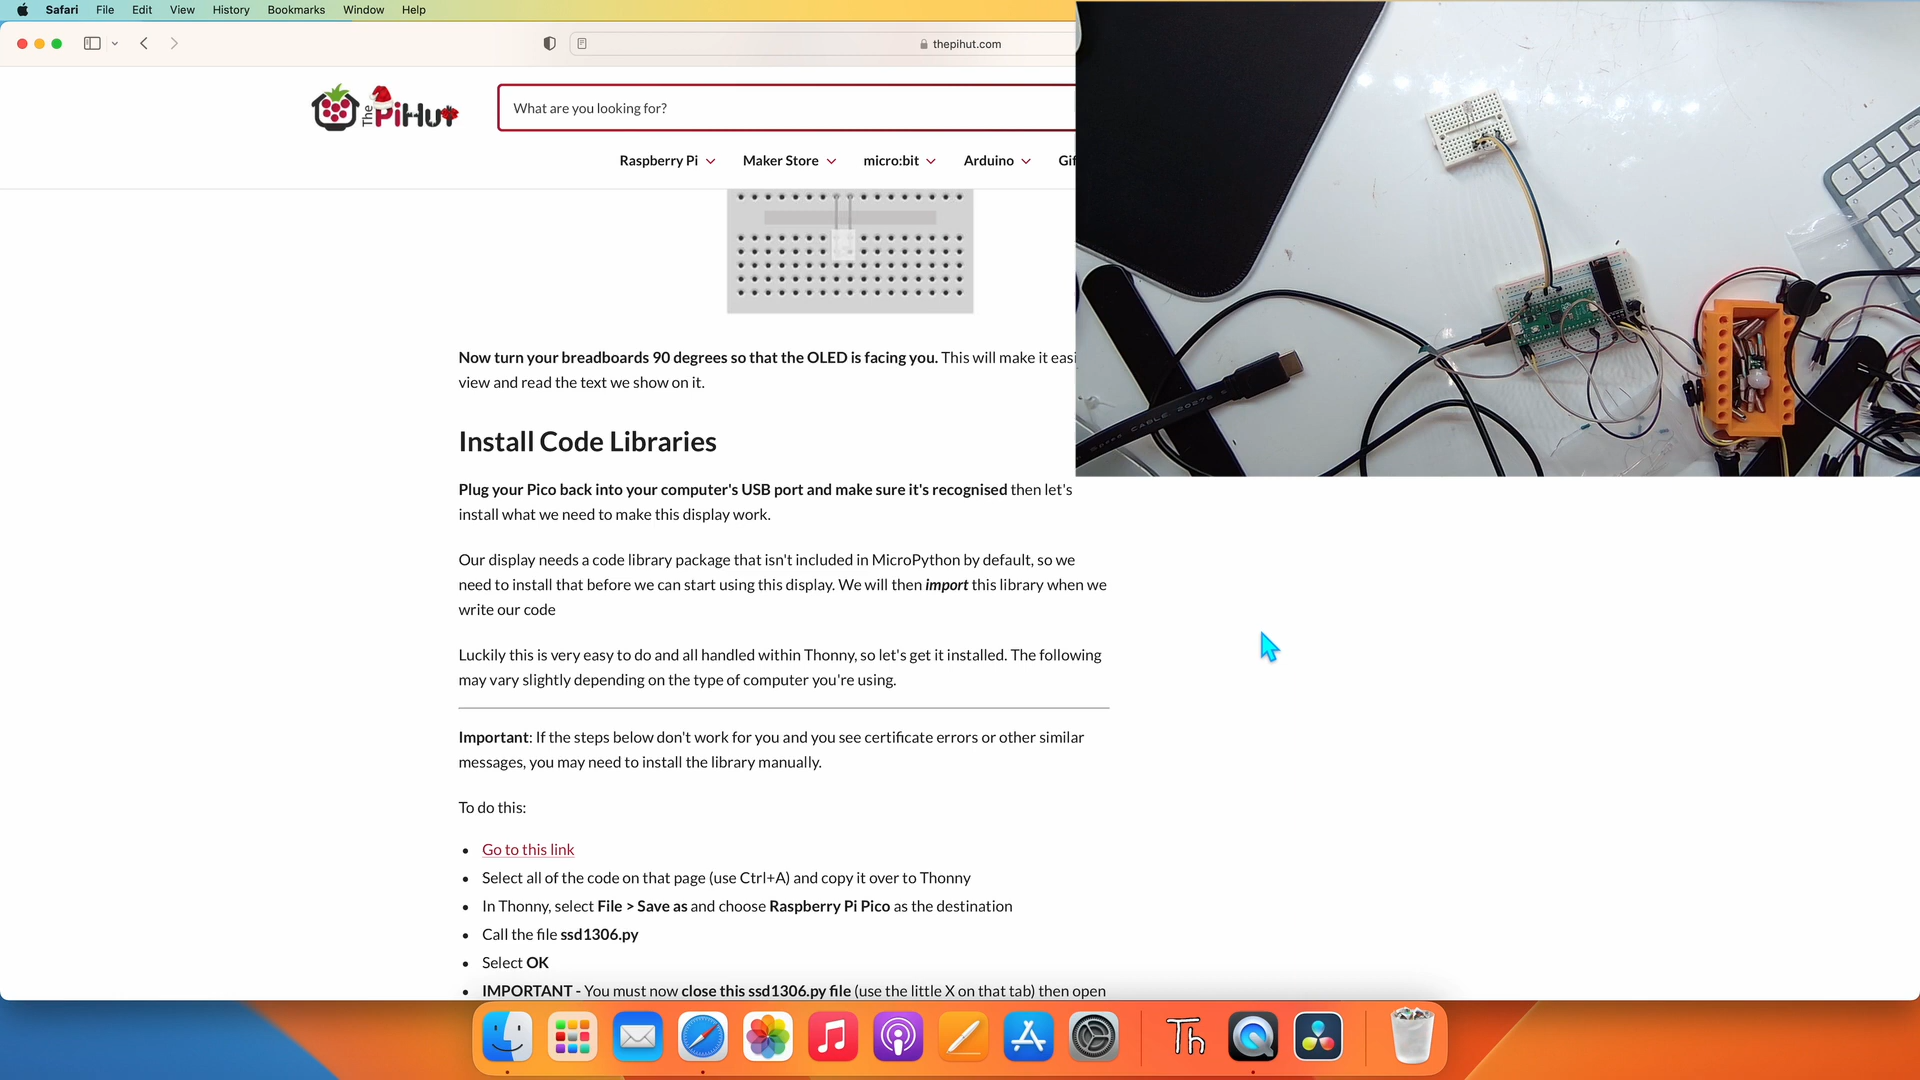 Safari File Edit View History Bookmarks Window Help
thepihut.com
The PiHut
What are you looking for?
Raspberry Pi Maker Store micro:bit Arduino Gif
Now turn your breadboards 90 degrees so that the OLED is facing you. This will make it easi
view and read the text we show on it.
Install Code Libraries
Plug your Pico back into your computer's USB port and make sure it's recognised then let's
install what we need to make this display work.
Our display needs a code library package that isn't included in MicroPython by default, so we
need to install that before we can start using this display. We will then import this library when we
write our code
Luckily this is very easy to do and all handled within Thonny, so let's get it installed. The following
may vary slightly depending on the type of computer you're using.
Important: If the steps below don't work for you and you see certificate errors or other similar
messages, you may need to install the library manually.
To do this:
• Go to this link
• Select all of the code on that page (use Ctrl+A) and copy it over to Thonny
• In Thonny, select File > Save as and choose Raspberry Pi Pico as the destination
• Call the file ssd1306.py
• Select OK
• IMPORTANT - You must now close this ssd1306.py file (use the little X on that tab) then open
Th
CABLE 20276